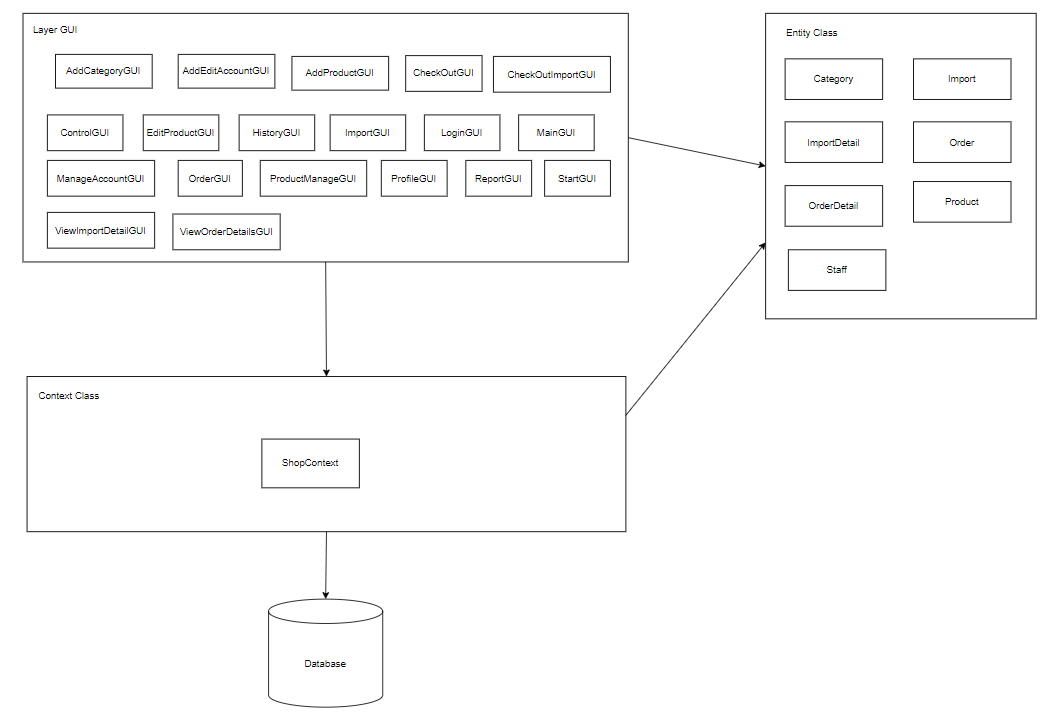 Layer GUI
AddCategoryGUI
AddEditAccountGUI
AddProductGUI
CheckOutGUI
CheckOutImportGUI
ControlGUI
EditProductGUI
HistoryGUI
ImportGUI
LoginGUI
MainGUI
ManageAccountGUI
OrderGUI
ProductManageGUI
ProfileGUI
ReportGUI
StartGUI
ViewImportDetailGUI
ViewOrderDetailsGUI
Entity Class
Category
Import
ImportDetail
Order
OrderDetail
Product
Staff
Context Class
ShopContext
Database